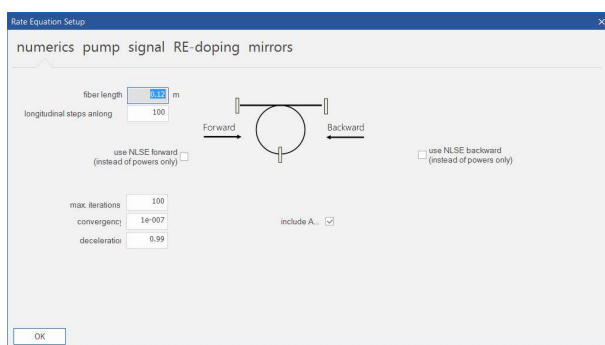 Rate Equation Setup
numerics pump signal RE-doping mirrors
fiber length 0.12 m
longitudinal steps anlong 100
Forward
Backward
use NLSE forward
(instead of powers only)
use NLSE backward
(instead of powers only)
max. iterations 100
convergency 1e-007
deceleration 0.99
include A...
OK